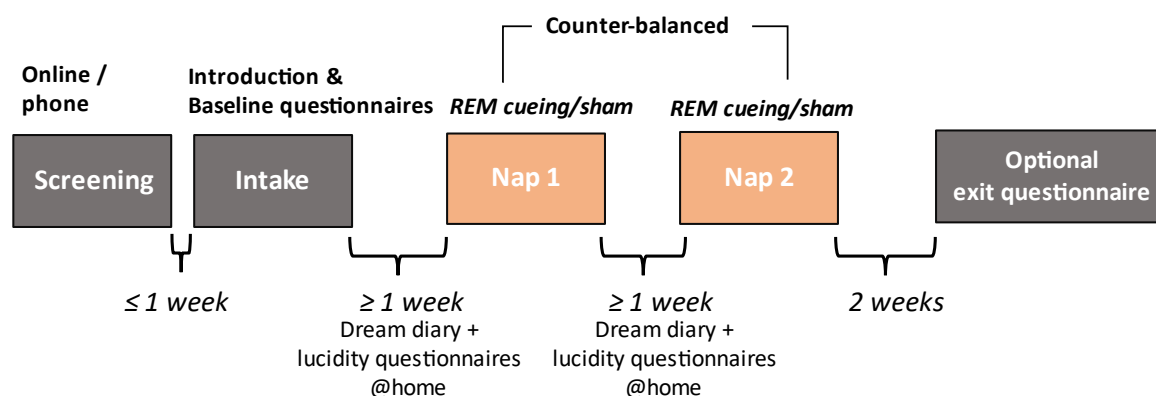 Counter-balanced
Online /
phone
Introduction &
Baseline questionnaires
REM cueing/sham
REM cueing/sham
Screening
Intake
Nap 1
Nap 2
Optional
exit questionnaire
≤ 1 week
≥ 1 week
Dream diary +
lucidity questionnaires
@home
≥ 1 week
Dream diary +
lucidity questionnaires
@home
2 weeks